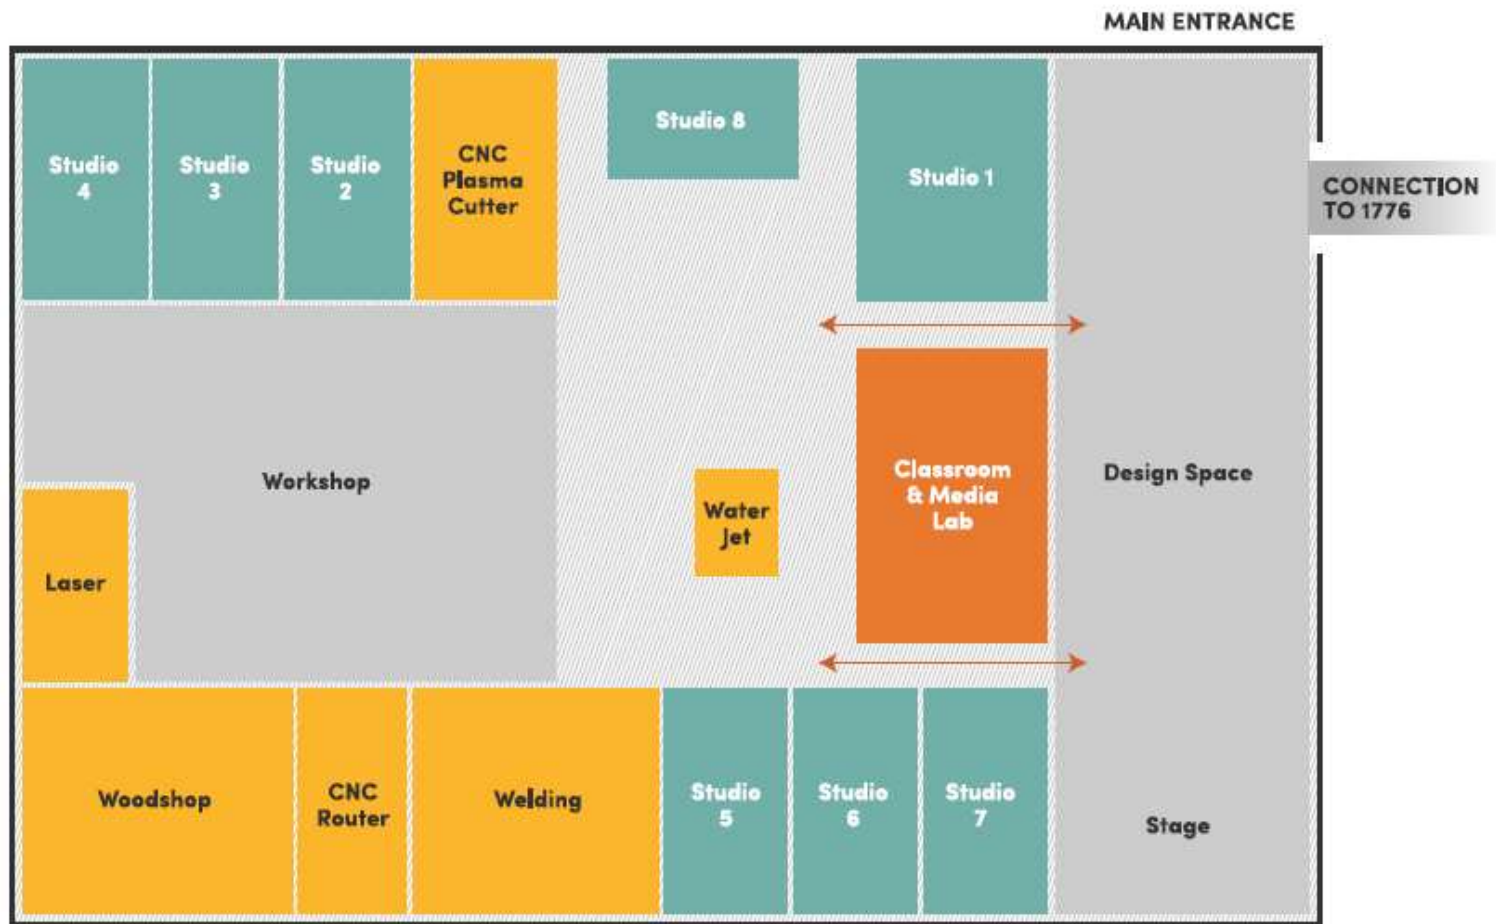 MAIN ENTRANCE
Studio
4
Studio
3
Studio
2
CNC
Plasma
Cutter
Studio 8
Studio 1
CONNECTION
TO 1776
Workshop
Classroom
& Media
Lab
Design Space
Water
Jet
Laser
Woodshop
CNC
Router
Welding
Studio
5
Studio
6
Studio
7
Stage